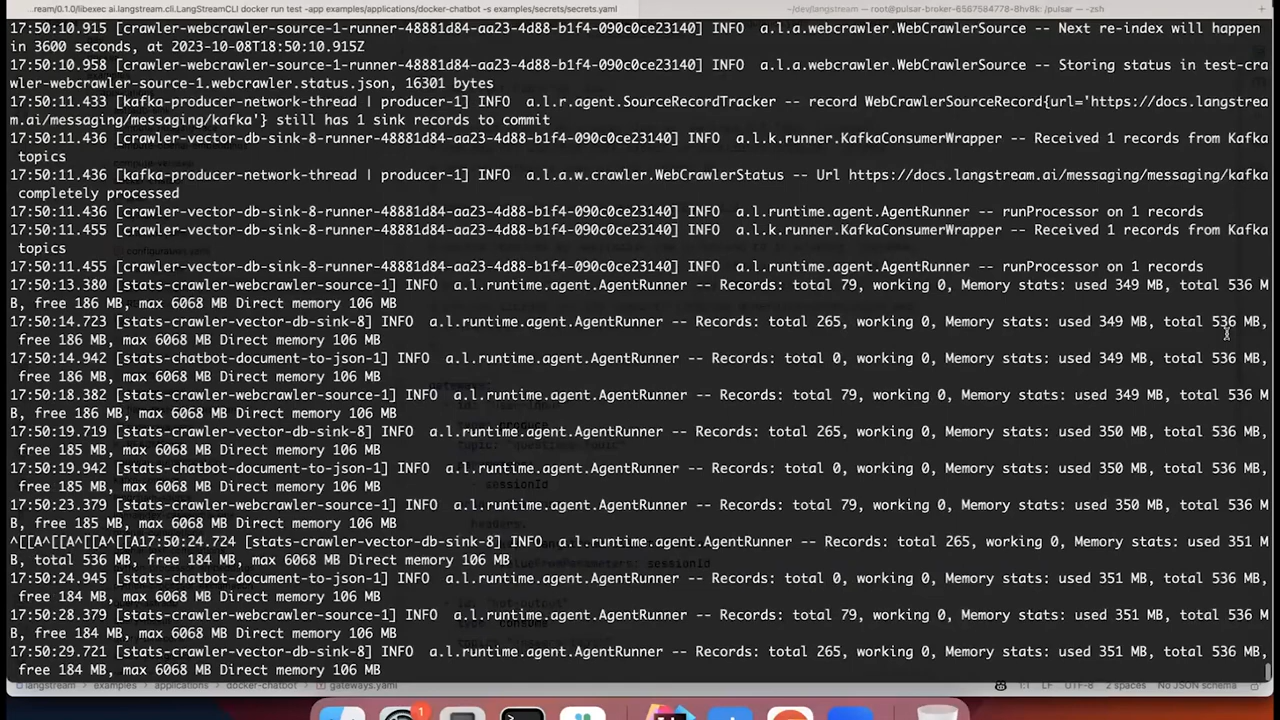 ...ream/0.1.0/libexec ai.langstream.cli.LangStreamCLI docker run test -app examples/applications/docker-chatbot -s examples/secrets/secrets.yaml
~/dev/langstream — root@pulsar-broker-6567584778-8hv8k: /pulsar — -zsh
17:50:10.915 [crawler-webcrawler-source-1-runner-48881d84-aa23-4d88-b1f4-090c0ce23140] INFO  a.l.a.webcrawler.WebCrawlerSource -- Next re-index will happen
in 3600 seconds, at 2023-10-08T18:50:10.915Z
17:50:10.958 [crawler-webcrawler-source-1-runner-48881d84-aa23-4d88-b1f4-090c0ce23140] INFO  a.l.a.webcrawler.WebCrawlerSource -- Storing status in test-cra
wler-webcrawler-source-1.webcrawler.status.json, 16301 bytes
17:50:11.433 [kafka-producer-network-thread | producer-1] INFO  a.l.r.agent.SourceRecordTracker -- record WebCrawlerSourceRecord{url='https://docs.langstrea
m.ai/messaging/messaging/kafka'} still has 1 sink records to commit
17:50:11.436 [crawler-vector-db-sink-8-runner-48881d84-aa23-4d88-b1f4-090c0ce23140] INFO  a.l.k.runner.KafkaConsumerWrapper -- Received 1 records from Kafka
topics
17:50:11.436 [kafka-producer-network-thread | producer-1] INFO  a.l.a.w.crawler.WebCrawlerStatus -- Url https://docs.langstream.ai/messaging/messaging/kafka
completely processed
17:50:11.436 [crawler-vector-db-sink-8-runner-48881d84-aa23-4d88-b1f4-090c0ce23140] INFO  a.l.runtime.agent.AgentRunner -- runProcessor on 1 records
17:50:11.455 [crawler-vector-db-sink-8-runner-48881d84-aa23-4d88-b1f4-090c0ce23140] INFO  a.l.k.runner.KafkaConsumerWrapper -- Received 1 records from Kafka
topics
17:50:11.455 [crawler-vector-db-sink-8-runner-48881d84-aa23-4d88-b1f4-090c0ce23140] INFO  a.l.runtime.agent.AgentRunner -- runProcessor on 1 records
17:50:13.380 [stats-crawler-webcrawler-source-1] INFO  a.l.runtime.agent.AgentRunner -- Records: total 79, working 0, Memory stats: used 349 MB, total 536 M
B, free 186 MB, max 6068 MB Direct memory 106 MB
17:50:14.723 [stats-crawler-vector-db-sink-8] INFO  a.l.runtime.agent.AgentRunner -- Records: total 265, working 0, Memory stats: used 349 MB, total 536 MB,
free 186 MB, max 6068 MB Direct memory 106 MB
17:50:14.942 [stats-chatbot-document-to-json-1] INFO  a.l.runtime.agent.AgentRunner -- Records: total 0, working 0, Memory stats: used 349 MB, total 536 MB,
free 186 MB, max 6068 MB Direct memory 106 MB
17:50:18.382 [stats-crawler-webcrawler-source-1] INFO  a.l.runtime.agent.AgentRunner -- Records: total 79, working 0, Memory stats: used 349 MB, total 536 M
B, free 186 MB, max 6068 MB Direct memory 106 MB
17:50:19.719 [stats-crawler-vector-db-sink-8] INFO  a.l.runtime.agent.AgentRunner -- Records: total 265, working 0, Memory stats: used 350 MB, total 536 MB,
free 185 MB, max 6068 MB Direct memory 106 MB
17:50:19.942 [stats-chatbot-document-to-json-1] INFO  a.l.runtime.agent.AgentRunner -- Records: total 0, working 0, Memory stats: used 350 MB, total 536 MB,
free 185 MB, max 6068 MB Direct memory 106 MB
17:50:23.379 [stats-crawler-webcrawler-source-1] INFO  a.l.runtime.agent.AgentRunner -- Records: total 79, working 0, Memory stats: used 350 MB, total 536 M
B, free 185 MB, max 6068 MB Direct memory 106 MB
^[[A^[[A^[[A^[[A17:50:24.724 [stats-crawler-vector-db-sink-8] INFO  a.l.runtime.agent.AgentRunner -- Records: total 265, working 0, Memory stats: used 351 M
B, total 536 MB, free 184 MB, max 6068 MB Direct memory 106 MB
17:50:24.945 [stats-chatbot-document-to-json-1] INFO  a.l.runtime.agent.AgentRunner -- Records: total 0, working 0, Memory stats: used 351 MB, total 536 MB,
free 184 MB, max 6068 MB Direct memory 106 MB
17:50:28.379 [stats-crawler-webcrawler-source-1] INFO  a.l.runtime.agent.AgentRunner -- Records: total 79, working 0, Memory stats: used 351 MB, total 536 M
B, free 184 MB, max 6068 MB Direct memory 106 MB
17:50:29.721 [stats-crawler-vector-db-sink-8] INFO  a.l.runtime.agent.AgentRunner -- Records: total 265, working 0, Memory stats: used 351 MB, total 536 MB,
free 184 MB, max 6068 MB Direct memory 106 MB
langstream > examples > applications > docker-chatbot > gateways.yaml
1:1 LF UTF-8 2 spaces No JSON schema
1